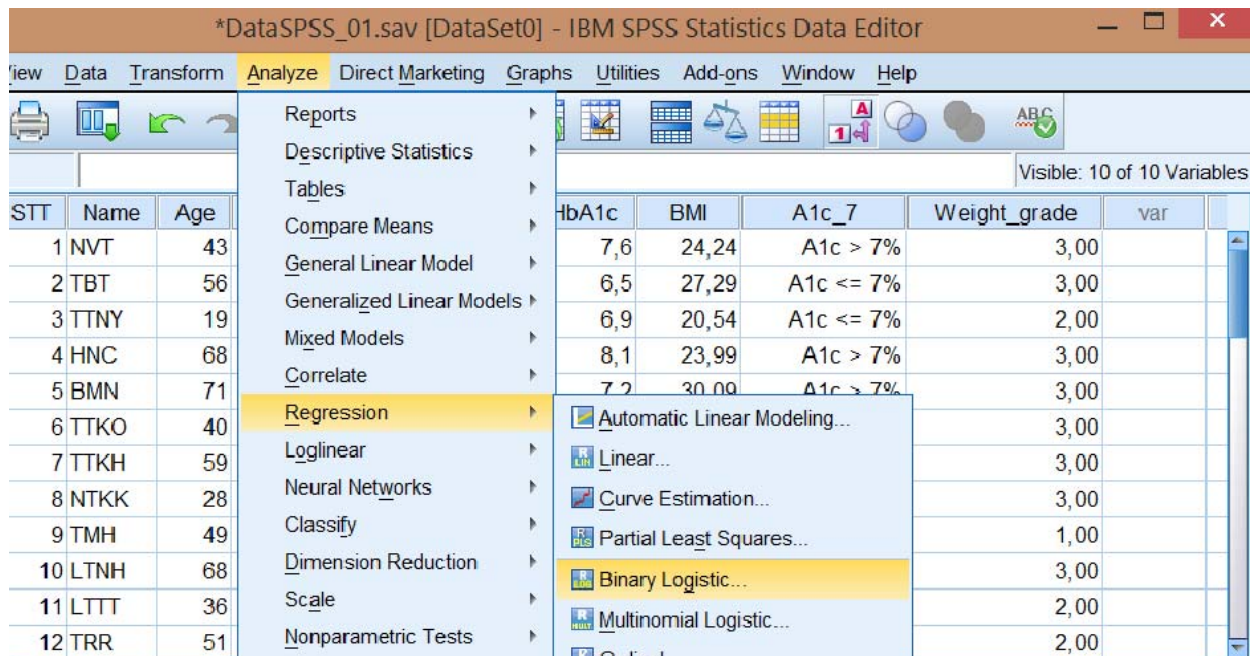 *DataSPSS_01.sav [DataSet0] - IBM SPSS Statistics Data Editor
iew Data Transform Analyze Direct Marketing Graphs Utilities Add-ons Window Help
Visible: 10 of 10 Variables
STT Name Age HbA1c BMI A1c_7 Weight_grade var
1 NVT 43 7,6 24,24 A1c > 7% 3,00
2 TBT 56 6,5 27,29 A1c <= 7% 3,00
3 TTNY 19 6,9 20,54 A1c <= 7% 2,00
4 HNC 68 8,1 23,99 A1c > 7% 3,00
5 BMN 71 7,2 30,09 A1c > 7% 3,00
6 TTKO 40 3,00
7 TTKH 59 3,00
8 NTKK 28 3,00
9 TMH 49 1,00
10 LTNH 68 3,00
11 LTTT 36 2,00
12 TRR 51 2,00
Reports
Descriptive Statistics
Tables
Compare Means
General Linear Model
Generalized Linear Models
Mixed Models
Correlate
Regression
Loglinear
Neural Networks
Classify
Dimension Reduction
Scale
Nonparametric Tests
Automatic Linear Modeling...
Linear...
Curve Estimation...
Partial Least Squares...
Binary Logistic...
Multinomial Logistic...